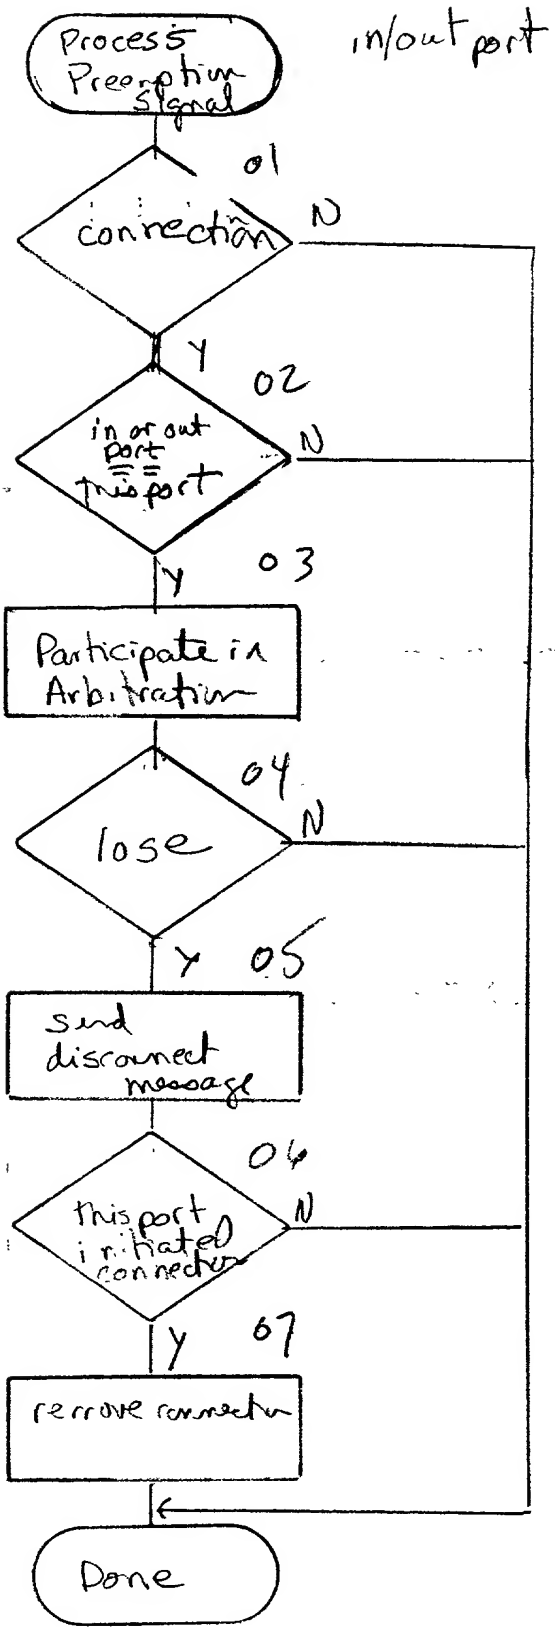 Process
Preemption
Signal
in/out port
01
connection
N
Y
02
in or out
port
==
this port
N
Y
03
Participate in
Arbitration
04
lose
N
Y
05
send
disconnect
message
06
this port
initiated
connection
N
Y
07
remove connection
Done